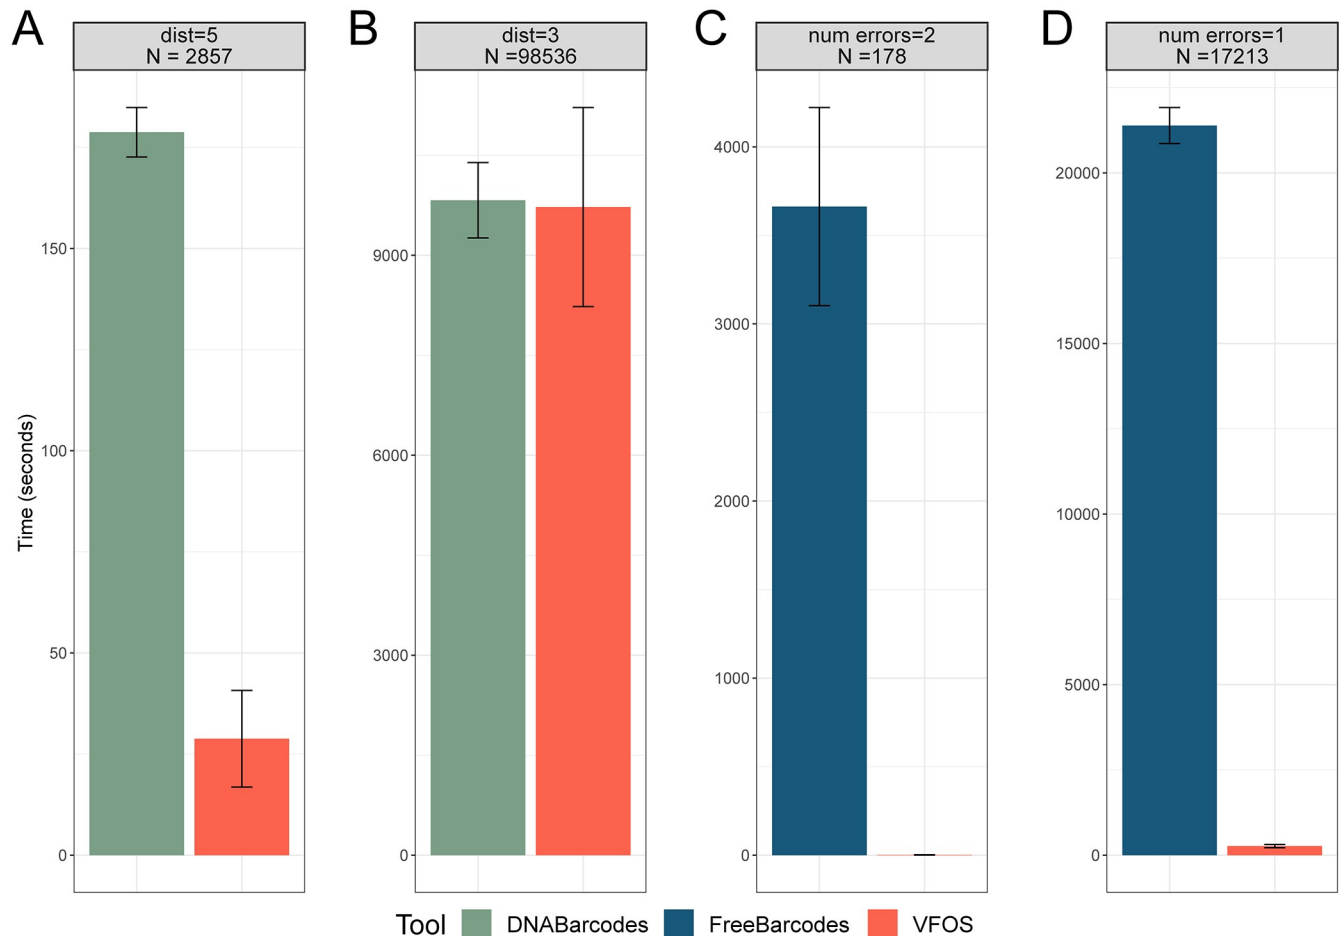 A
dist=5
N = 2857
B
dist=3
N =98536
C
num errors=2
N =178
D
num errors=1
N =17213
Time (seconds)
150
100
50
0
9000
6000
3000
0
4000
3000
2000
1000
0
20000
15000
10000
5000
0
Tool DNABarcodes FreeBarcodes VFOS